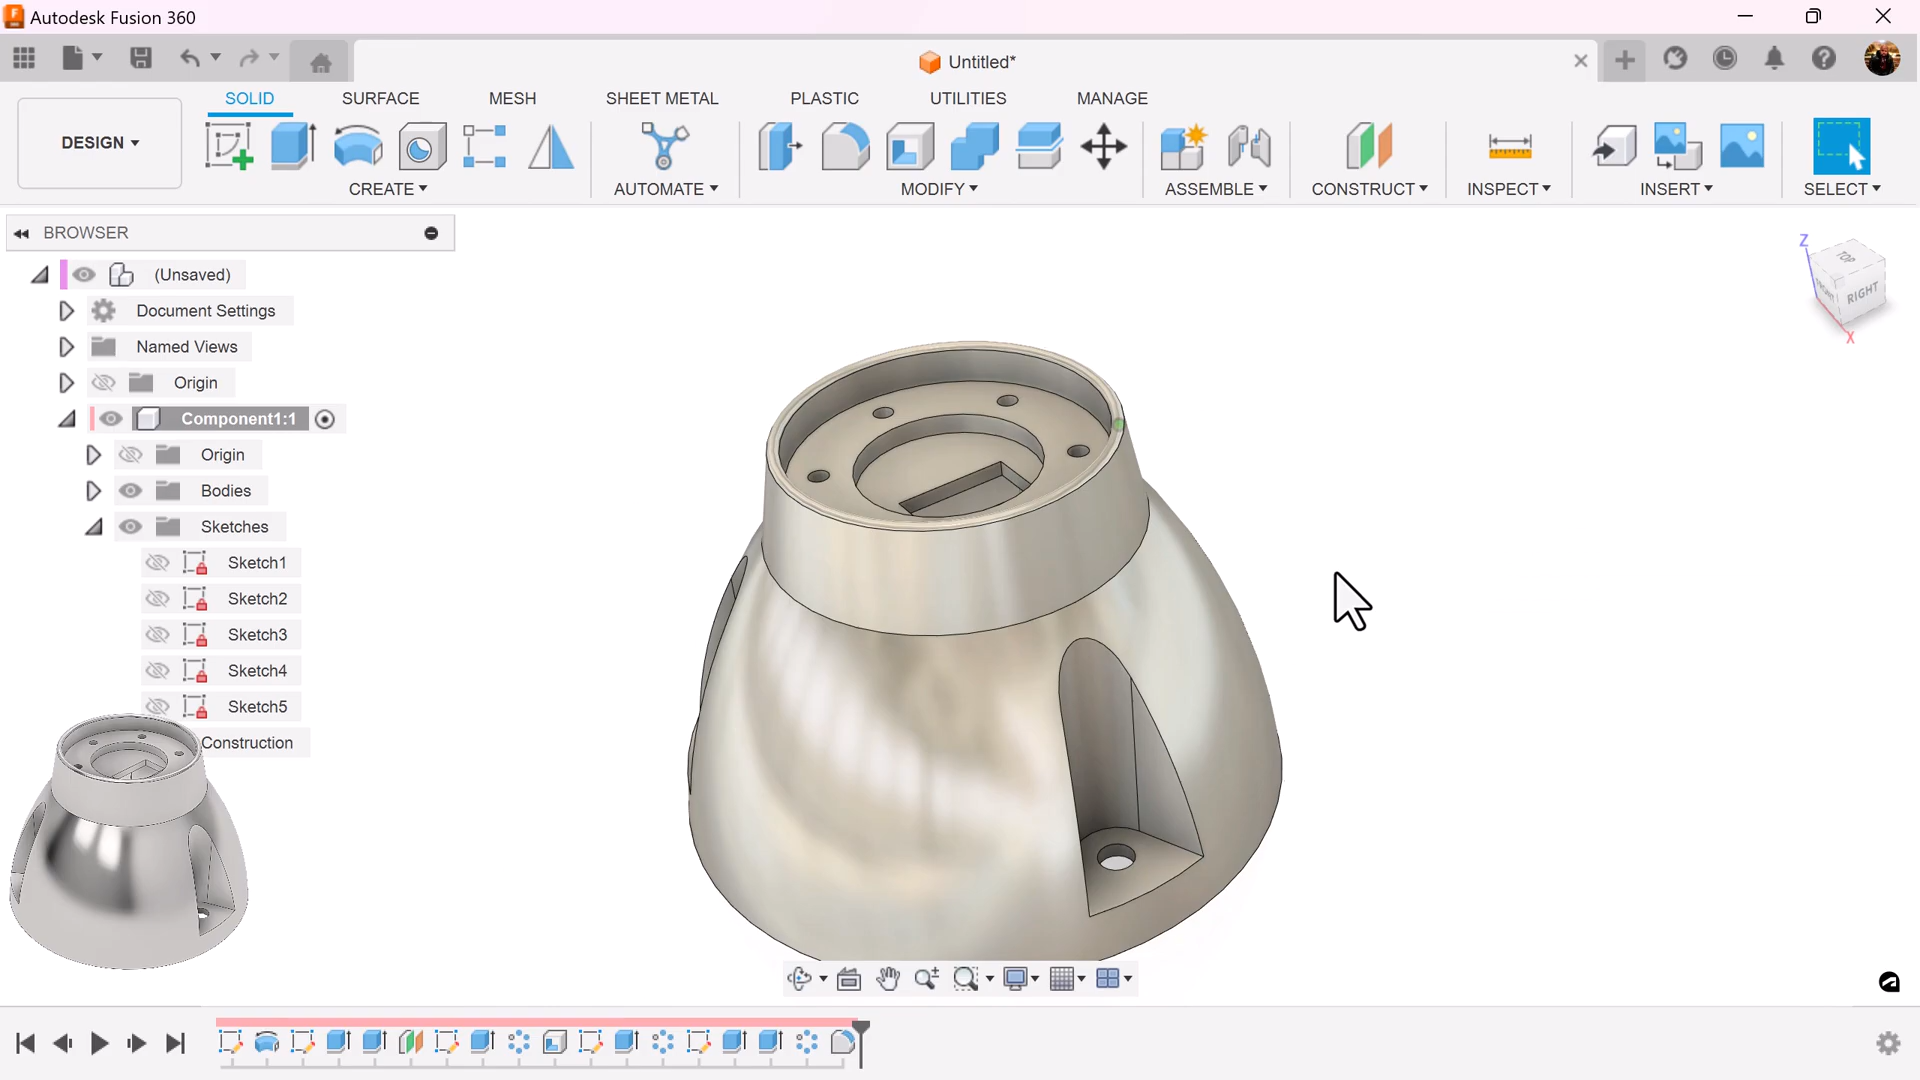 Autodesk Fusion 360
Untitled*
SOLID SURFACE MESH SHEET METAL PLASTIC UTILITIES MANAGE
DESIGN
CREATE AUTOMATE MODIFY ASSEMBLE CONSTRUCT INSPECT INSERT SELECT
BROWSER
(Unsaved)
Document Settings
Named Views
Origin
Component1:1
Origin
Bodies
Sketches
Sketch1
Sketch2
Sketch3
Sketch4
Sketch5
Construction
Z
TOP
FRONT
RIGHT
X